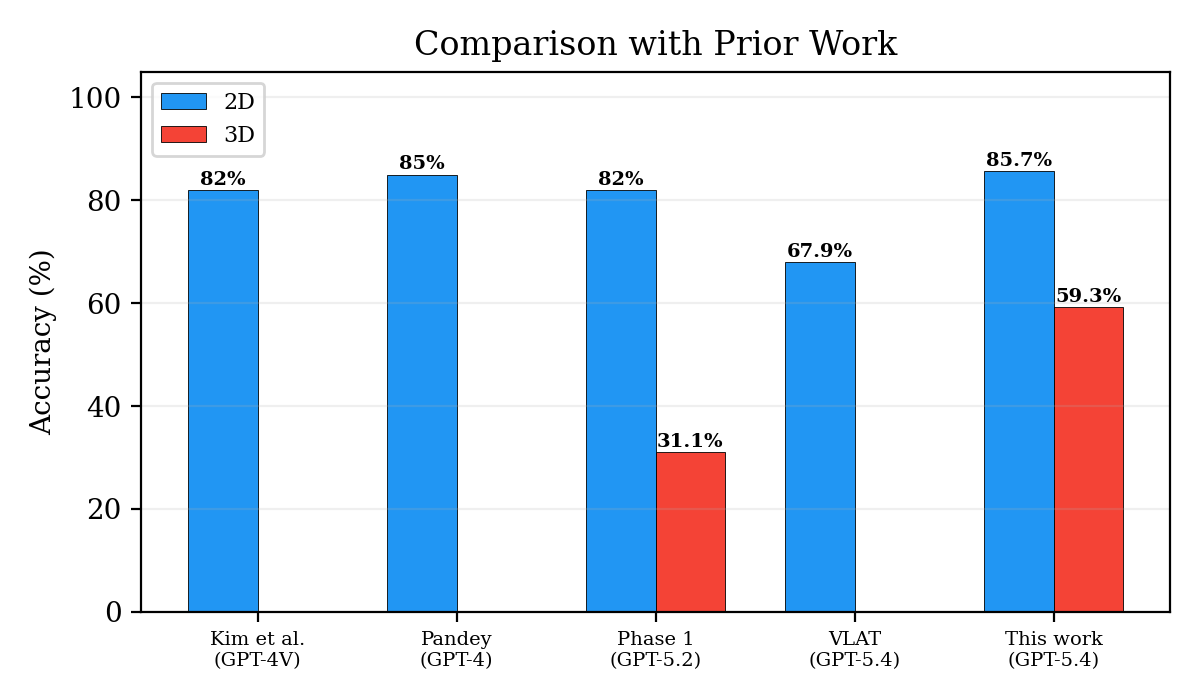 Comparison with Prior Work
2D
3D
Accuracy (%)
100
80
60
40
20
0
82%
85%
82%
31.1%
67.9%
85.7%
59.3%
Kim et al.
(GPT-4V)
Pandey
(GPT-4)
Phase 1
(GPT-5.2)
VLAT
(GPT-5.4)
This work
(GPT-5.4)